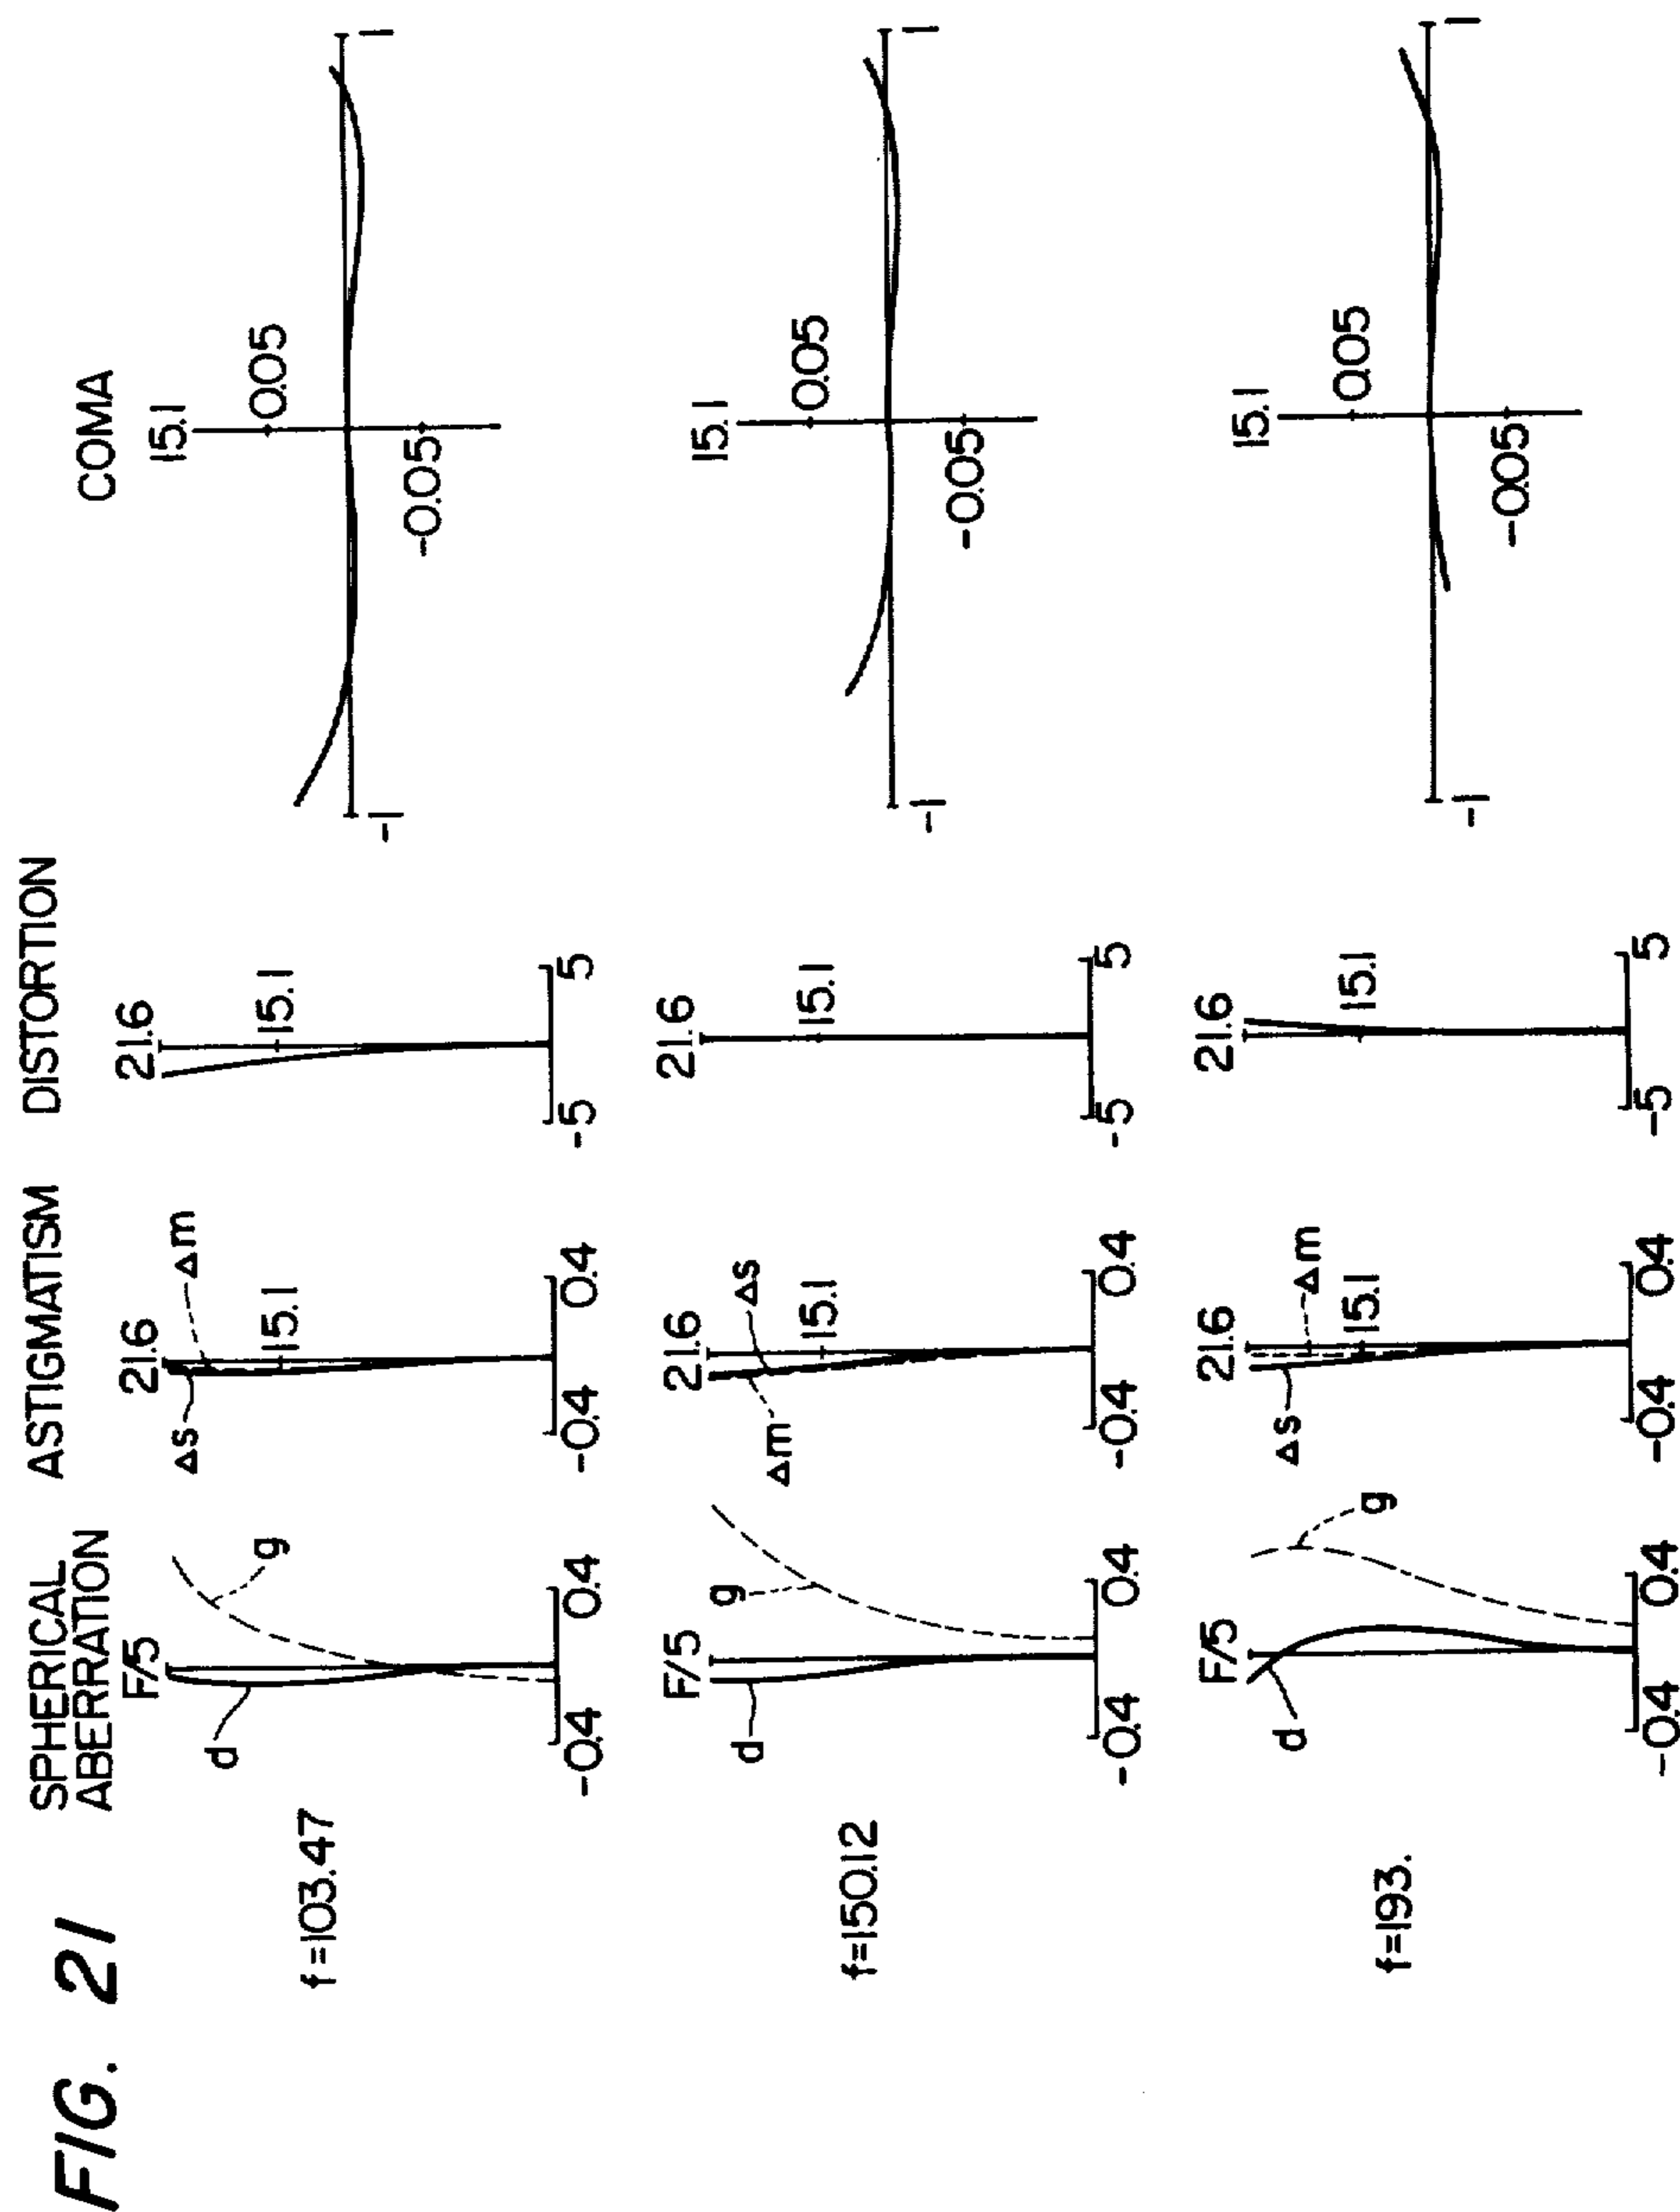 FIG. 21
SPHERICAL ABERRATION
ASTIGMATISM
DISTORTION
COMA
f=103.47
F/5
d
g
-0.4
0.4
21.6
Δs
Δm
15.1
-0.4
0.4
21.6
15.1
-5
5
15.1
0.05
-0.05
-1
1
f=150.12
F/5
d
g
-0.4
0.4
21.6
Δm
Δs
15.1
-0.4
0.4
21.6
15.1
-5
5
15.1
0.05
-0.05
-1
1
f=193.
F/5
d
g
-0.4
0.4
21.6
Δs
Δm
15.1
-0.4
0.4
21.6
15.1
-5
5
15.1
0.05
-0.05
-1
1